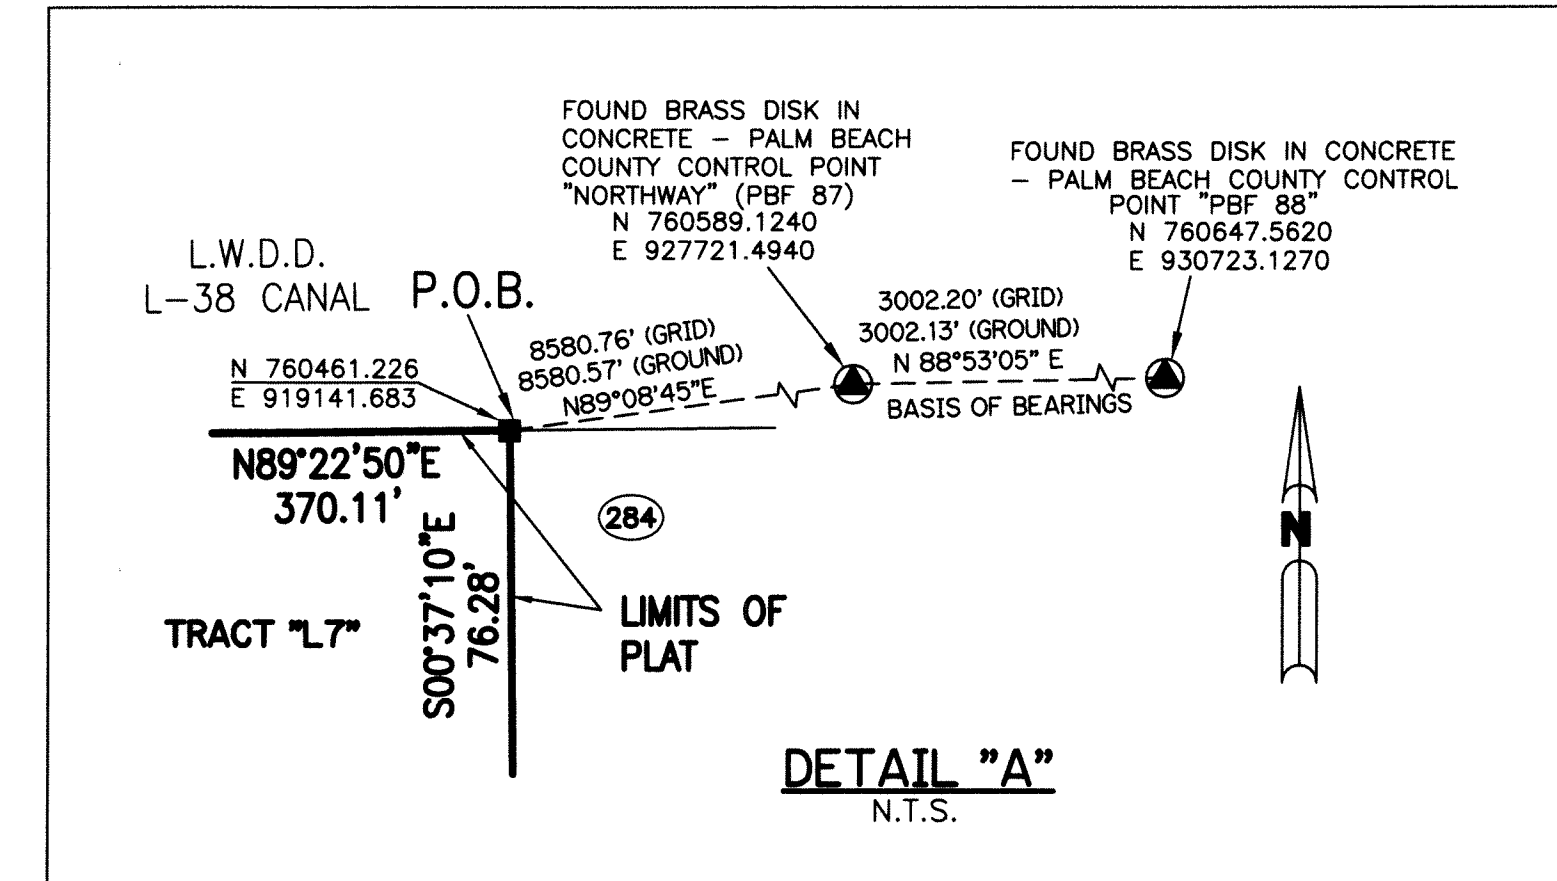 FOUND BRASS DISK IN
CONCRETE – PALM BEACH
COUNTY CONTROL POINT
"NORTHWAY" (PBF 87)
N 760589.1240
E 927721.4940
FOUND BRASS DISK IN CONCRETE
– PALM BEACH COUNTY CONTROL
POINT "PBF 88"
N 760647.5620
E 930723.1270
L.W.D.D.
L-38 CANAL
P.O.B.
N 760461.226
E 919141.683
8580.76' (GRID)
8580.57' (GROUND)
N89°08'45"E
3002.20' (GRID)
3002.13' (GROUND)
N 88°53'05" E
BASIS OF BEARINGS
N89°22'50"E
370.11'
S00°37'10"E
76.28'
284
LIMITS OF
PLAT
TRACT "L7"
N
DETAIL "A"
N.T.S.